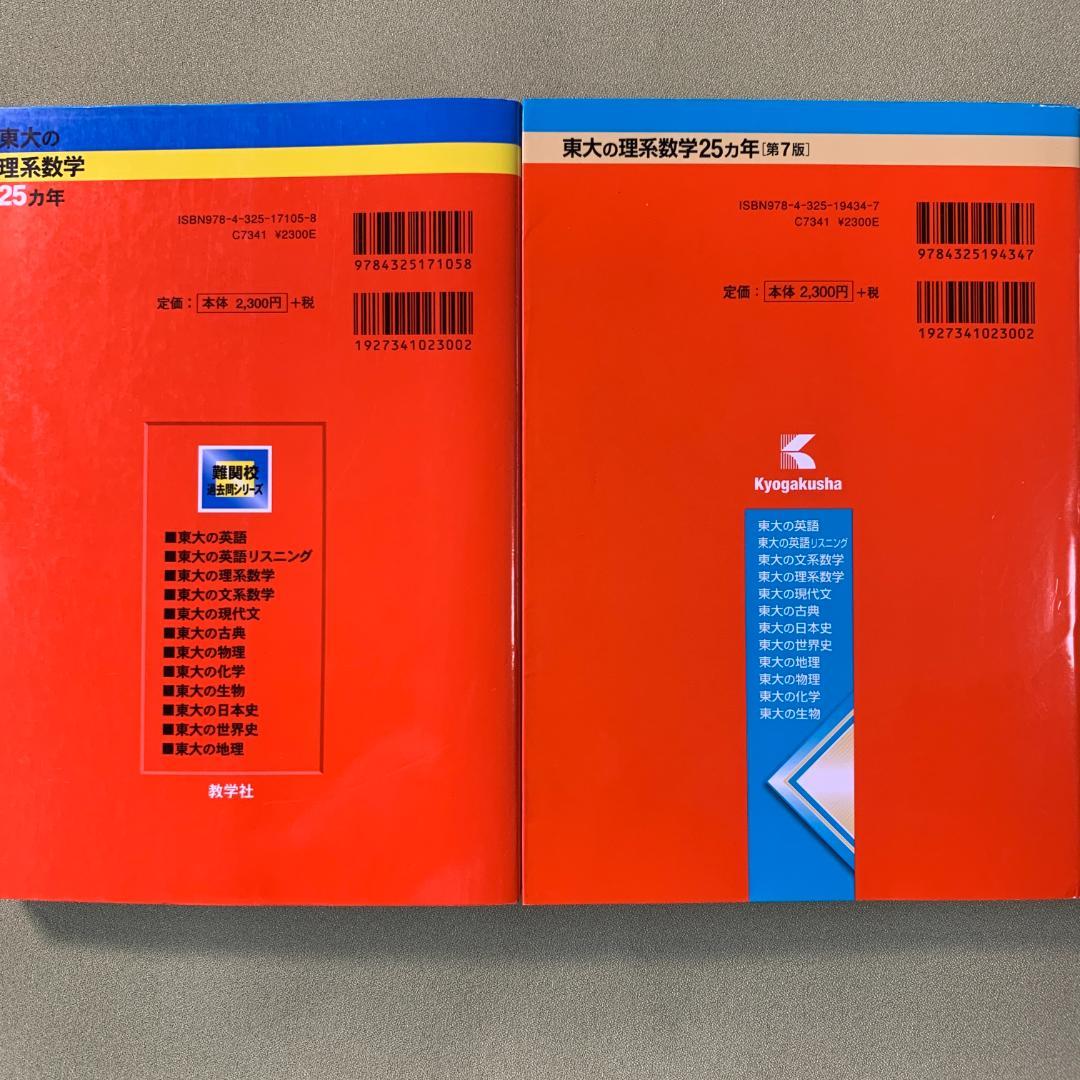 東大の
理系数学
25カ年
ISBN978-4-325-17105-8
C7341 ¥2300E
9784325171058
定価：本体 2,300円+税
1927341023002
難関校
過去問シリーズ
■東大の英語
■東大の英語リスニング
■東大の理系数学
■東大の文系数学
■東大の現代文
■東大の古典
■東大の物理
■東大の化学
■東大の生物
■東大の日本史
■東大の世界史
■東大の地理
教学社
東大の理系数学25カ年[第7版]
ISBN978-4-325-19434-7
C7341 ¥2300E
9784325194347
定価：本体 2,300円+税
1927341023002
Kyogakusha
東大の英語
東大の英語リスニング
東大の文系数学
東大の理系数学
東大の現代文
東大の古典
東大の日本史
東大の世界史
東大の地理
東大の物理
東大の化学
東大の生物